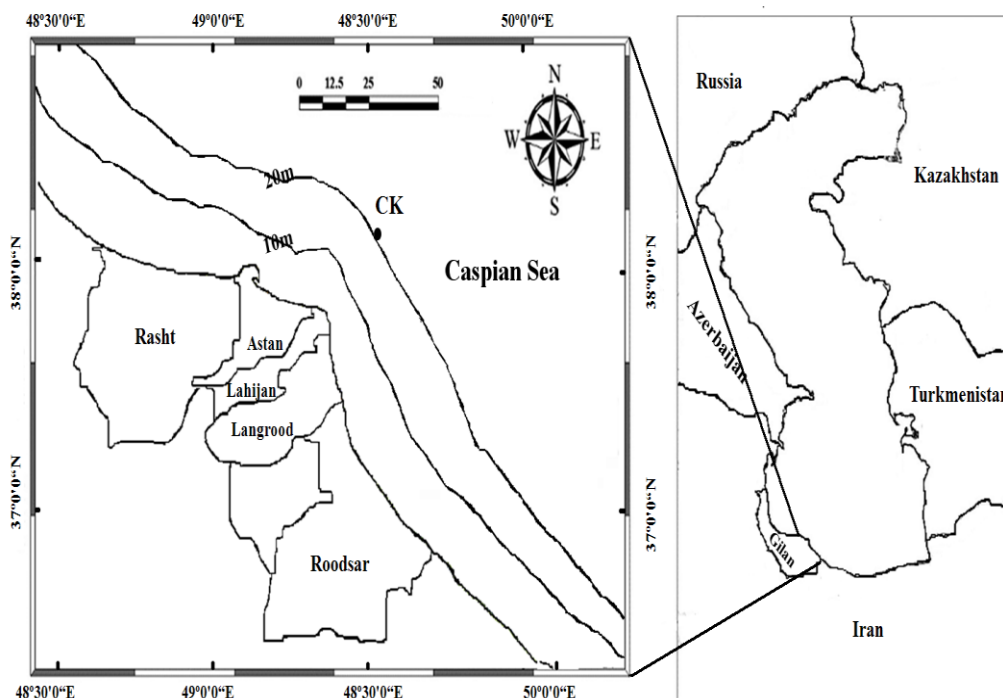 48°30'0“E 49°0'0“E 48°30'0“E 50°0'0“E
0 12.5 25 50
N
W E
S
20m
CK
10m
Caspian Sea
38°0'0“N
37°0'0“N
38°0'0“N
37°0'0“N
Rasht
Astan
Lahijan
Langrood
Roodsar
48°30'0“E 49°0'0“E 48°30'0“E 50°0'0“E
Russia
Kazakhstan
Azerbaijan
Turkmenistan
Gilan
Iran